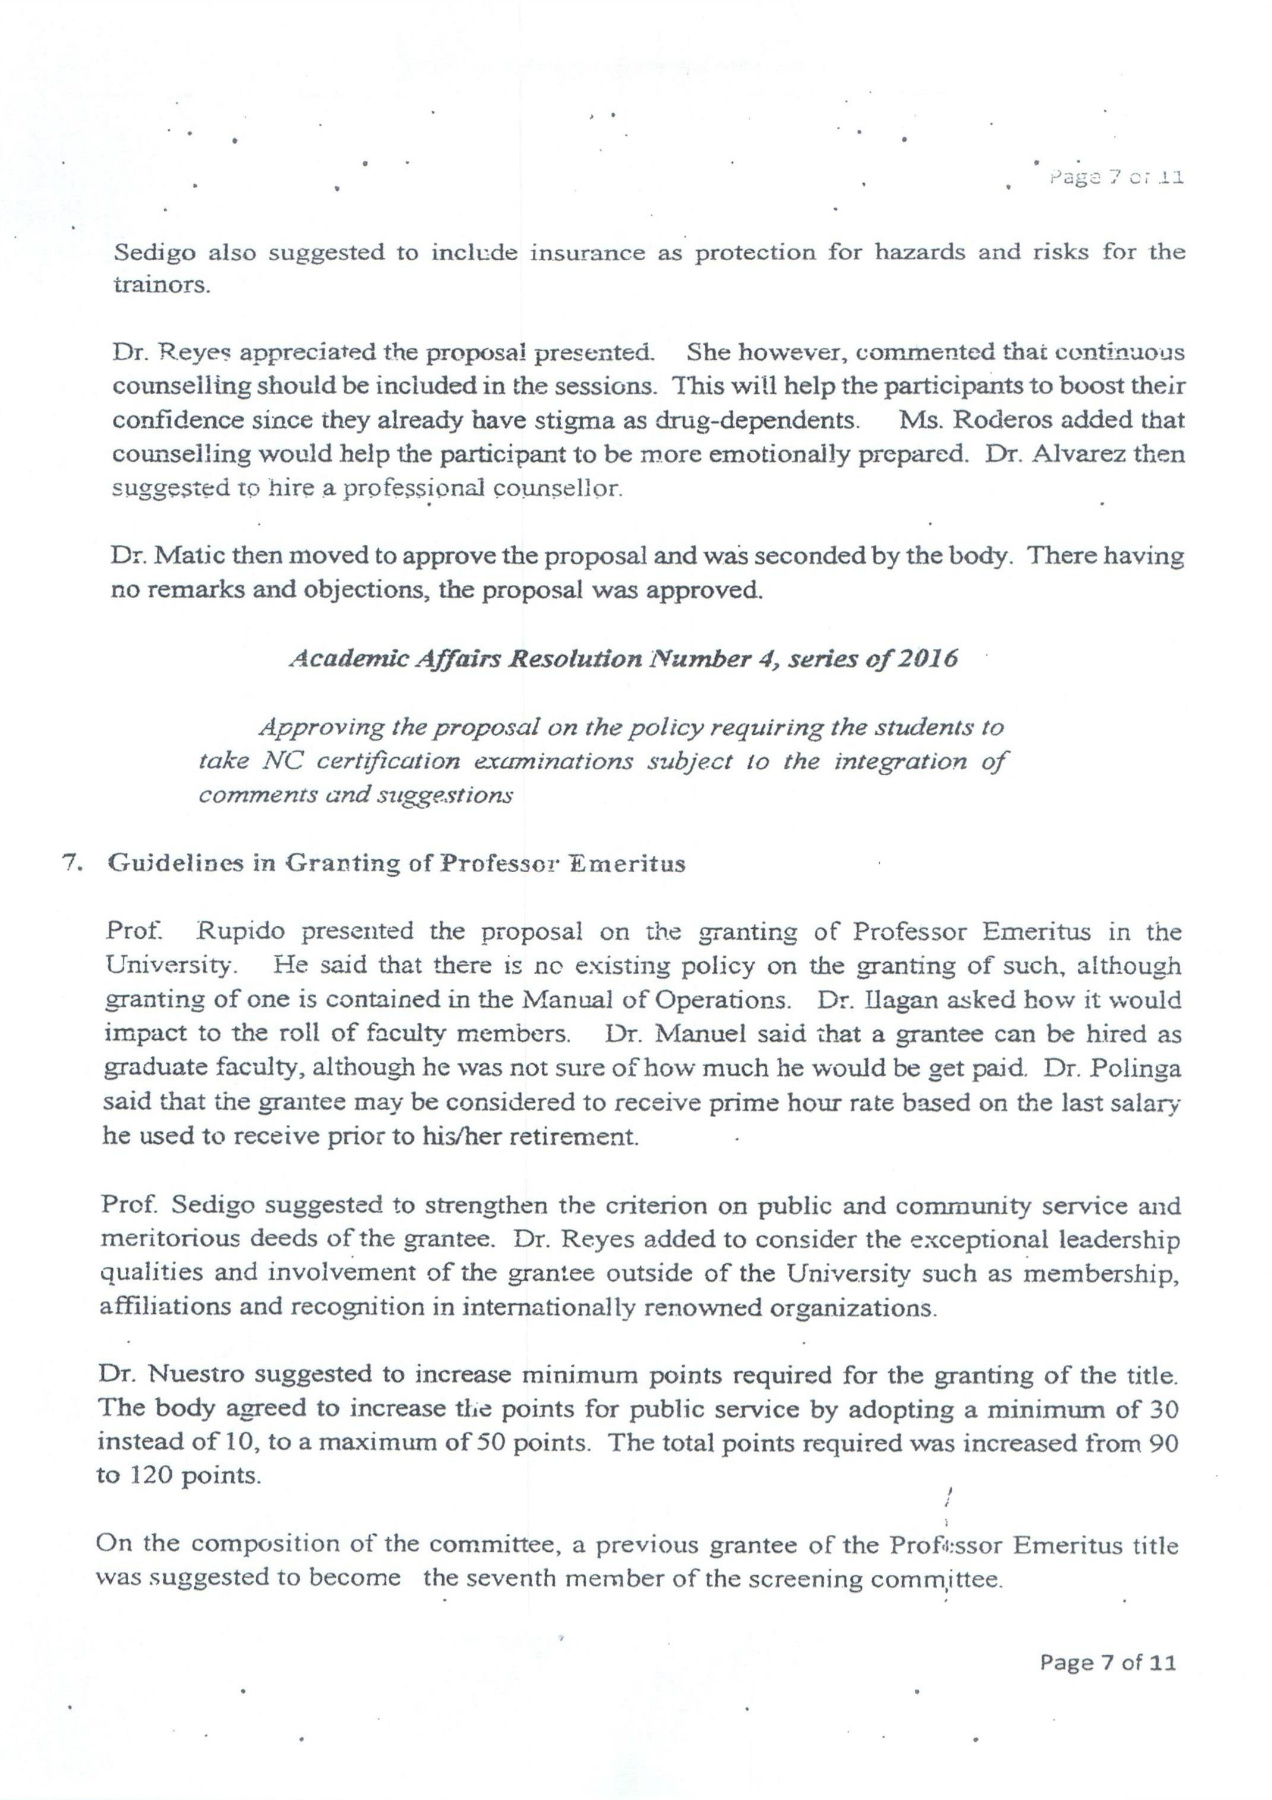 Page 7 of 11
Sedigo also suggested to include insurance as protection for hazards and risks for the
trainors.
Dr. Reyes appreciated the proposal presented. She however, commented that continuous
counselling should be included in the sessions. This will help the participants to boost their
confidence since they already have stigma as drug-dependents. Ms. Roderos added that
counselling would help the participant to be more emotionally prepared. Dr. Alvarez then
suggested to hire a professional counsellor.
Dr. Matic then moved to approve the proposal and was seconded by the body. There having
no remarks and objections, the proposal was approved.
Academic Affairs Resolution Number 4, series of 2016
Approving the proposal on the policy requiring the students to
take NC certification examinations subject to the integration of
comments and suggestions
7. Guidelines in Granting of Professor Emeritus
Prof. Rupido presented the proposal on the granting of Professor Emeritus in the
University. He said that there is no existing policy on the granting of such, although
granting of one is contained in the Manual of Operations. Dr. Ilagan asked how it would
impact to the roll of faculty members. Dr. Manuel said that a grantee can be hired as
graduate faculty, although he was not sure of how much he would be get paid. Dr. Polinga
said that the grantee may be considered to receive prime hour rate based on the last salary
he used to receive prior to his/her retirement.
Prof. Sedigo suggested to strengthen the criterion on public and community service and
meritorious deeds of the grantee. Dr. Reyes added to consider the exceptional leadership
qualities and involvement of the grantee outside of the University such as membership,
affiliations and recognition in internationally renowned organizations.
Dr. Nuestro suggested to increase minimum points required for the granting of the title.
The body agreed to increase the points for public service by adopting a minimum of 30
instead of 10, to a maximum of 50 points. The total points required was increased from 90
to 120 points.
On the composition of the committee, a previous grantee of the Professor Emeritus title
was suggested to become the seventh member of the screening committee.
Page 7 of 11